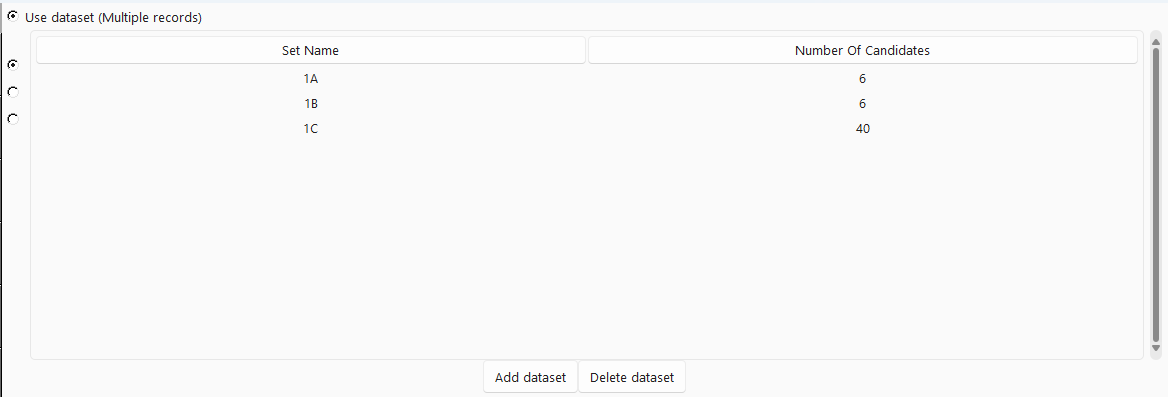 Use dataset (Multiple records)
Set Name Number Of Candidates
1A 6
1B 6
1C 40
Add dataset Delete dataset